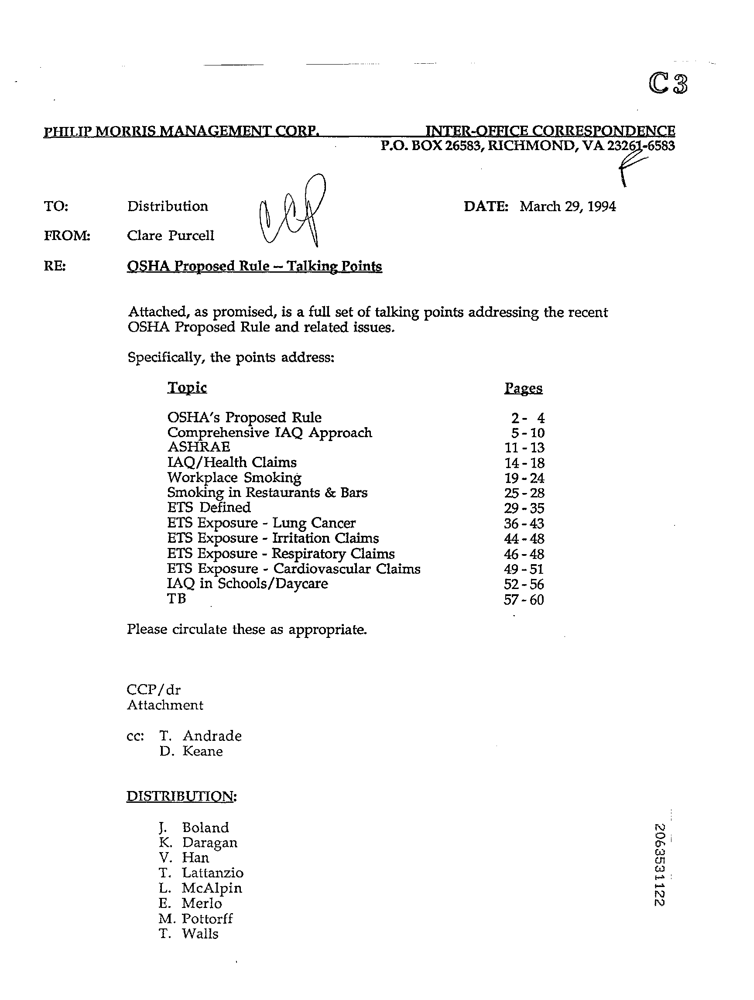 C3
PHILIP MORRIS MANAGEMENT CORP. INTER-OFFICE CORRESPONDENCE
P.O. BOX 26583, RICHMOND, VA 23261-6583
TO: Distribution DATE: March 29, 1994
CCP
FROM: Clare Purcell
RE: OSHA Proposed Rule -- Talking Points
Attached, as promised, is a full set of talking points addressing the recent
OSHA Proposed Rule and related issues.
Specifically, the points address:
Topic Pages
OSHA's Proposed Rule 2 - 4
Comprehensive IAQ Approach 5 - 10
ASHRAE 11 - 13
IAQ/Health Claims 14 - 18
Workplace Smoking 19 - 24
Smoking in Restaurants & Bars 25 - 28
ETS Defined 29 - 35
ETS Exposure - Lung Cancer 36 - 43
ETS Exposure - Irritation Claims 44 - 48
ETS Exposure - Respiratory Claims 46 - 48
ETS Exposure - Cardiovascular Claims 49 - 51
IAQ in Schools/Daycare 52 - 56
TB 57 - 60
Please circulate these as appropriate.
CCP/dr
Attachment
cc: T. Andrade
D. Keane
DISTRIBUTION:
J. Boland
K. Daragan
V. Han
T. Lattanzio
L. McAlpin
E. Merlo
M. Pottorff
T. Walls
2063531122